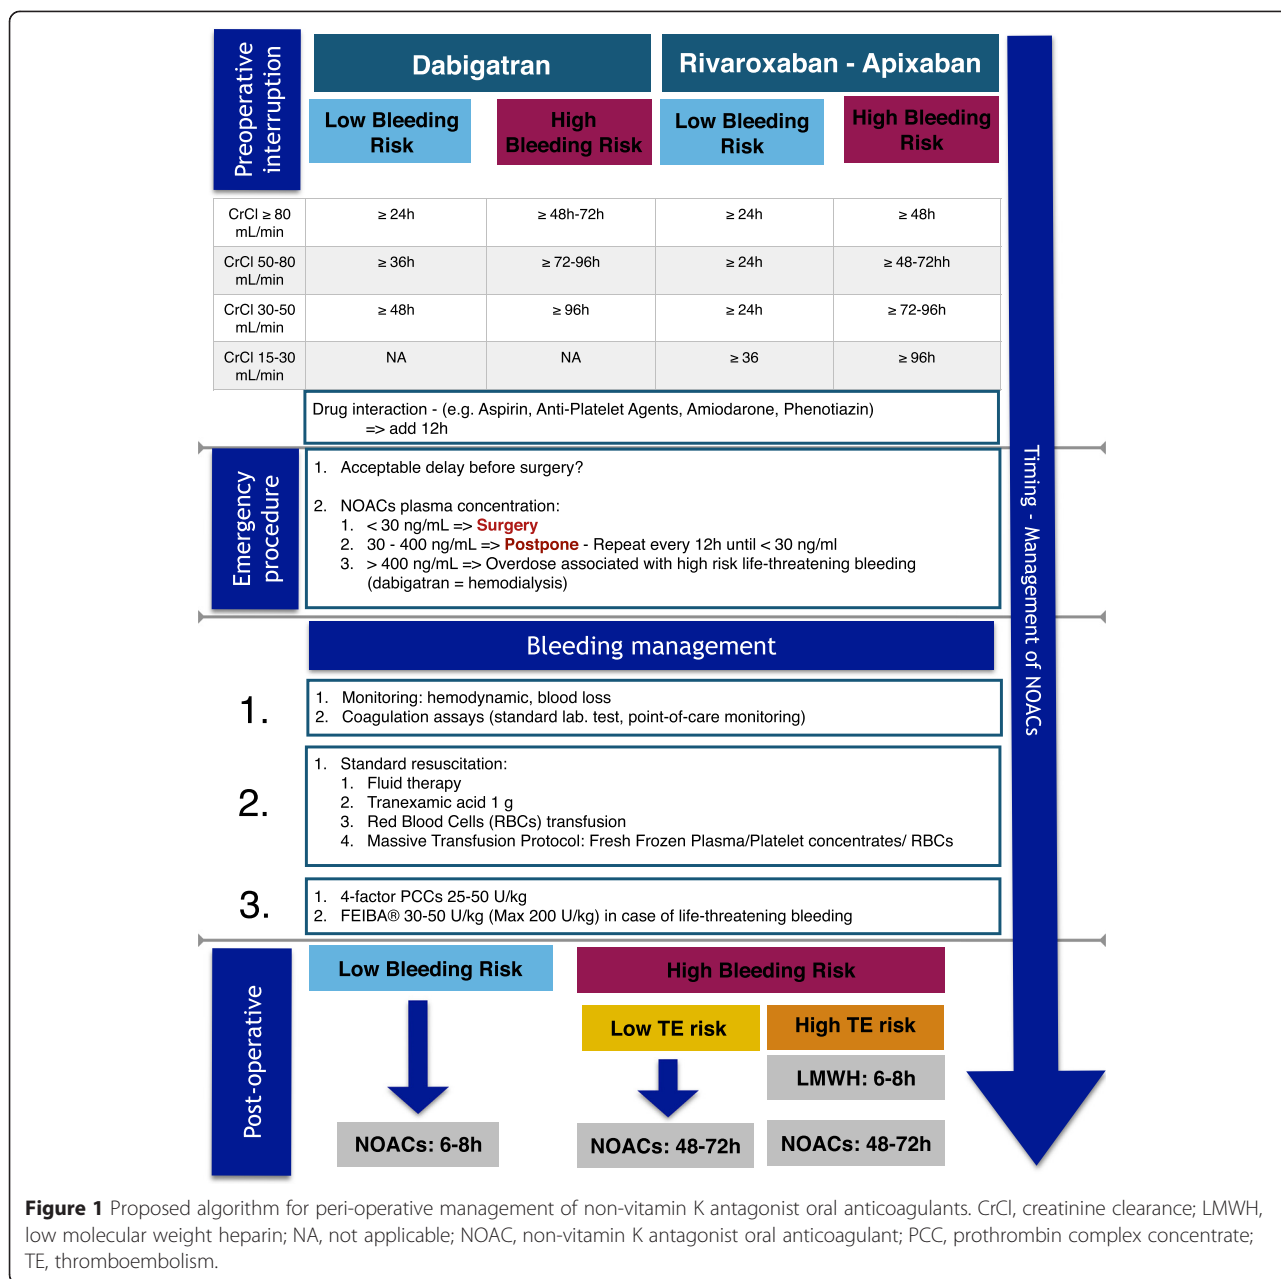 Preoperative
interruption
Dabigatran
Rivaroxaban - Apixaban
Low Bleeding
Risk
High
Bleeding Risk
Low Bleeding
Risk
High Bleeding
Risk
CrCl ≥ 80
mL/min
≥ 24h
≥ 48h-72h
≥ 24h
≥ 48h
CrCl 50-80
mL/min
≥ 36h
≥ 72-96h
≥ 24h
≥ 48-72hh
CrCl 30-50
mL/min
≥ 48h
≥ 96h
≥ 24h
≥ 72-96h
CrCl 15-30
mL/min
NA
NA
≥ 36
≥ 96h
Drug interaction - (e.g. Aspirin, Anti-Platelet Agents, Amiodarone, Phenotiazin)
=> add 12h
Emergency
procedure
1. Acceptable delay before surgery?
2. NOACs plasma concentration:
1. < 30 ng/mL => Surgery
2. 30 - 400 ng/mL => Postpone - Repeat every 12h until < 30 ng/ml
3. > 400 ng/mL => Overdose associated with high risk life-threatening bleeding
(dabigatran = hemodialysis)
Timing - Management of NOACs
Bleeding management
1.
1. Monitoring: hemodynamic, blood loss
2. Coagulation assays (standard lab. test, point-of-care monitoring)
2.
1. Standard resuscitation:
1. Fluid therapy
2. Tranexamic acid 1 g
3. Red Blood Cells (RBCs) transfusion
4. Massive Transfusion Protocol: Fresh Frozen Plasma/Platelet concentrates/ RBCs
3.
1. 4-factor PCCs 25-50 U/kg
2. FEIBA® 30-50 U/kg (Max 200 U/kg) in case of life-threatening bleeding
Post-operative
Low Bleeding Risk
High Bleeding Risk
Low TE risk
High TE risk
LMWH: 6-8h
NOACs: 6-8h
NOACs: 48-72h
NOACs: 48-72h
Figure 1 Proposed algorithm for peri-operative management of non-vitamin K antagonist oral anticoagulants. CrCl, creatinine clearance; LMWH,
low molecular weight heparin; NA, not applicable; NOAC, non-vitamin K antagonist oral anticoagulant; PCC, prothrombin complex concentrate;
TE, thromboembolism.